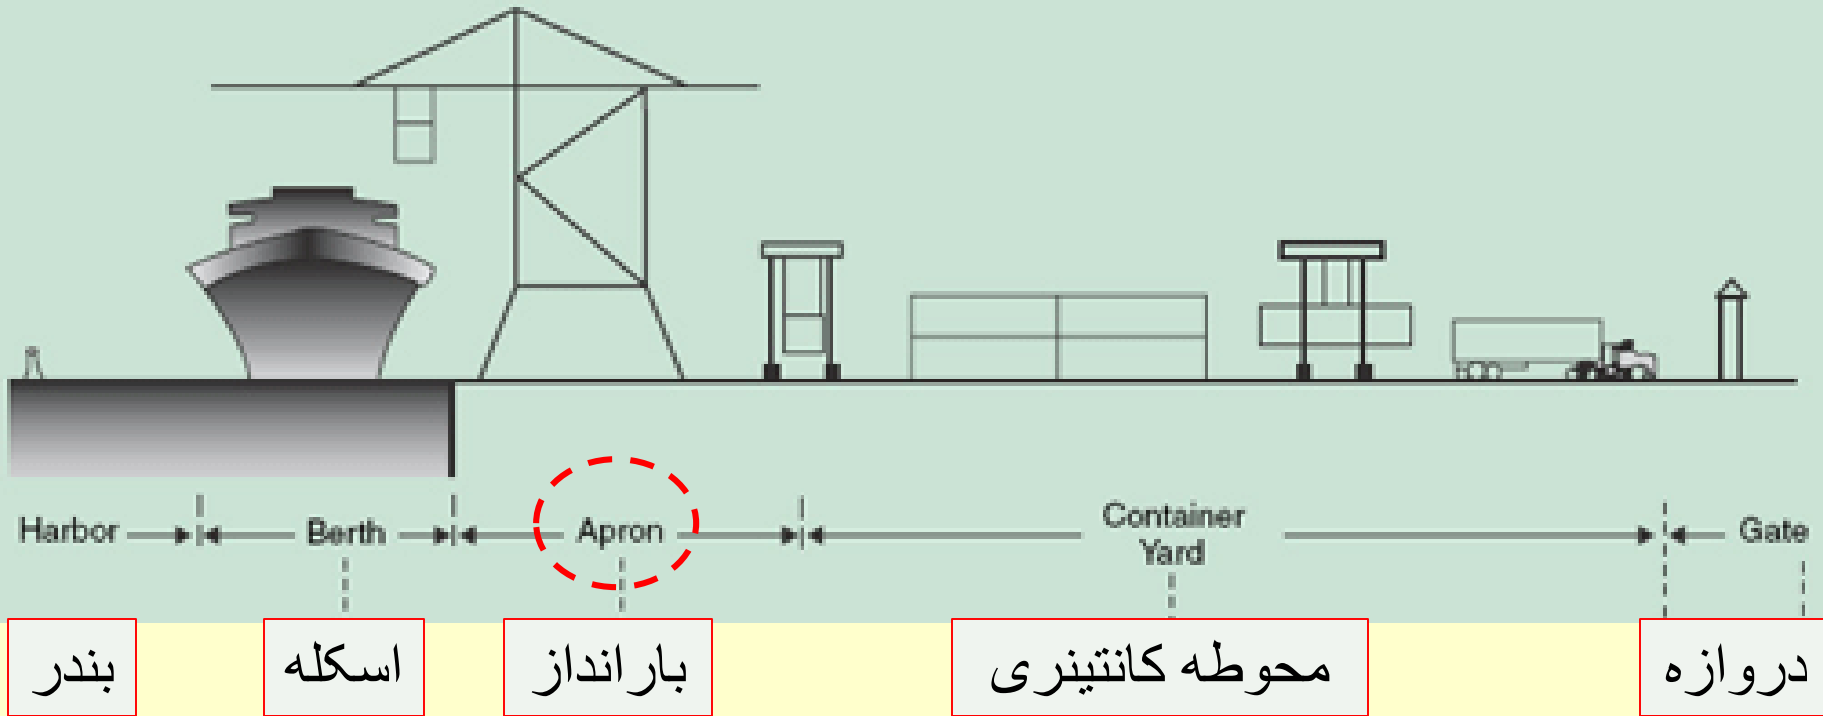 Harbor
Berth
Apron
Container
Yard
Gate
بندر
اسکله
بارانداز
محوطه کانتینری
دروازه